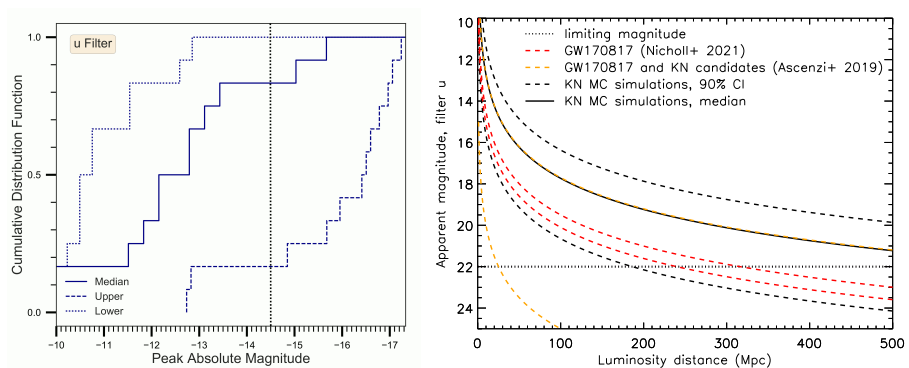 u Filter
1.0
0.5
0.0
Cumulative Distribution Function
Median
Upper
Lower
−10 −11 −12 −13 −14 −15 −16 −17
Peak Absolute Magnitude
10
12
14
16
18
20
22
24
Apparent magnitude, filter u
limiting magnitude
GW170817 (Nicholl+ 2021)
GW170817 and KN candidates (Ascenzi+ 2019)
KN MC simulations, 90% CI
KN MC simulations, median
0 100 200 300 400 500
Luminosity distance (Mpc)